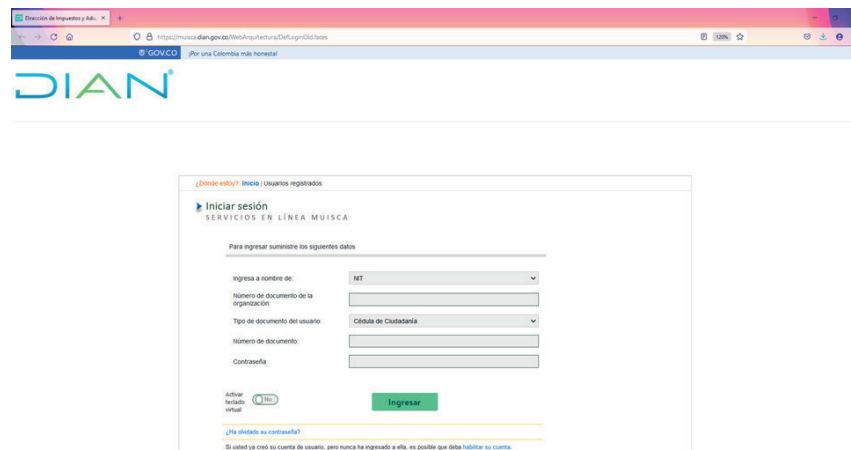 Dirección de Impuestos y Adu
https://muisca.dian.gov.co/WebArquitectura/DefLoginOld.faces
120%
GOV.CO ¡Por una Colombia más honesta!
DIAN
¿Dónde estoy? Inicio | Usuarios registrados
Iniciar sesión
SERVICIOS EN LÍNEA MUISCA
Para ingresar suministre los siguientes datos
Ingresa a nombre de: NIT
Número de documento de la
organización:
Tipo de documento del usuario: Cédula de Ciudadanía
Número de documento:
Contraseña
Activar
teclado
virtual
No
Ingresar
¿Ha olvidado su contraseña?
Si usted ya creó su cuenta de usuario, pero nunca ha ingresado a ella, es posible que deba habilitar su cuenta.